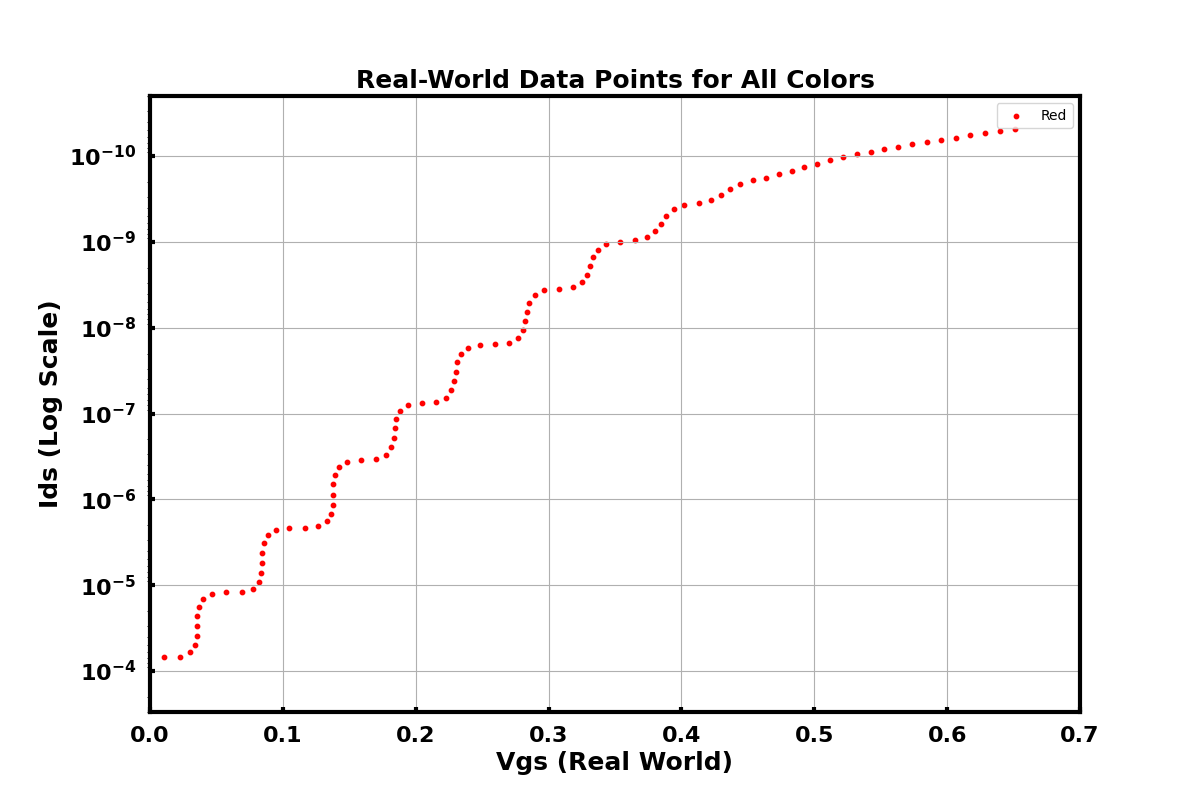 Real-World Data Points for All Colors
Red
10⁻¹⁰
10⁻⁹
10⁻⁸
10⁻⁷
10⁻⁶
10⁻⁵
10⁻⁴
Ids (Log Scale)
0.0 0.1 0.2 0.3 0.4 0.5 0.6 0.7
Vgs (Real World)